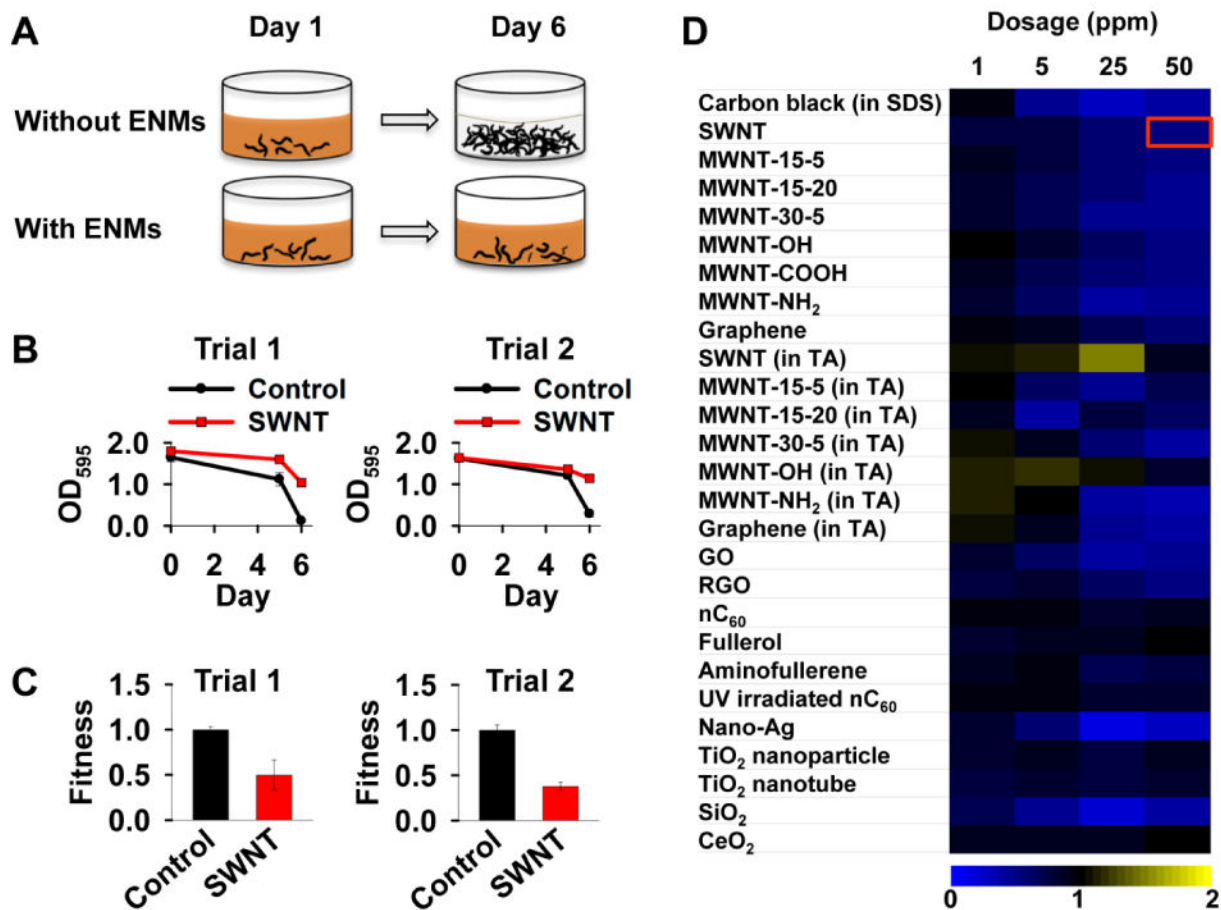 A
Day 1
Day 6
Without ENMs
With ENMs
B
Trial 1
Control
SWNT
OD595
2.0
1.0
0.0
0 2 4 6
Day
Trial 2
Control
SWNT
OD595
2.0
1.0
0.0
0 2 4 6
Day
C
Trial 1
Fitness
1.5
1.0
0.5
0.0
Control
SWNT
Trial 2
Fitness
1.5
1.0
0.5
0.0
Control
SWNT
D
Dosage (ppm)
1 5 25 50
Carbon black (in SDS)
SWNT
MWNT-15-5
MWNT-15-20
MWNT-30-5
MWNT-OH
MWNT-COOH
MWNT-NH2
Graphene
SWNT (in TA)
MWNT-15-5 (in TA)
MWNT-15-20 (in TA)
MWNT-30-5 (in TA)
MWNT-OH (in TA)
MWNT-NH2 (in TA)
Graphene (in TA)
GO
RGO
nC60
Fullerol
Aminofullerene
UV irradiated nC60
Nano-Ag
TiO2 nanoparticle
TiO2 nanotube
SiO2
CeO2
0 1 2